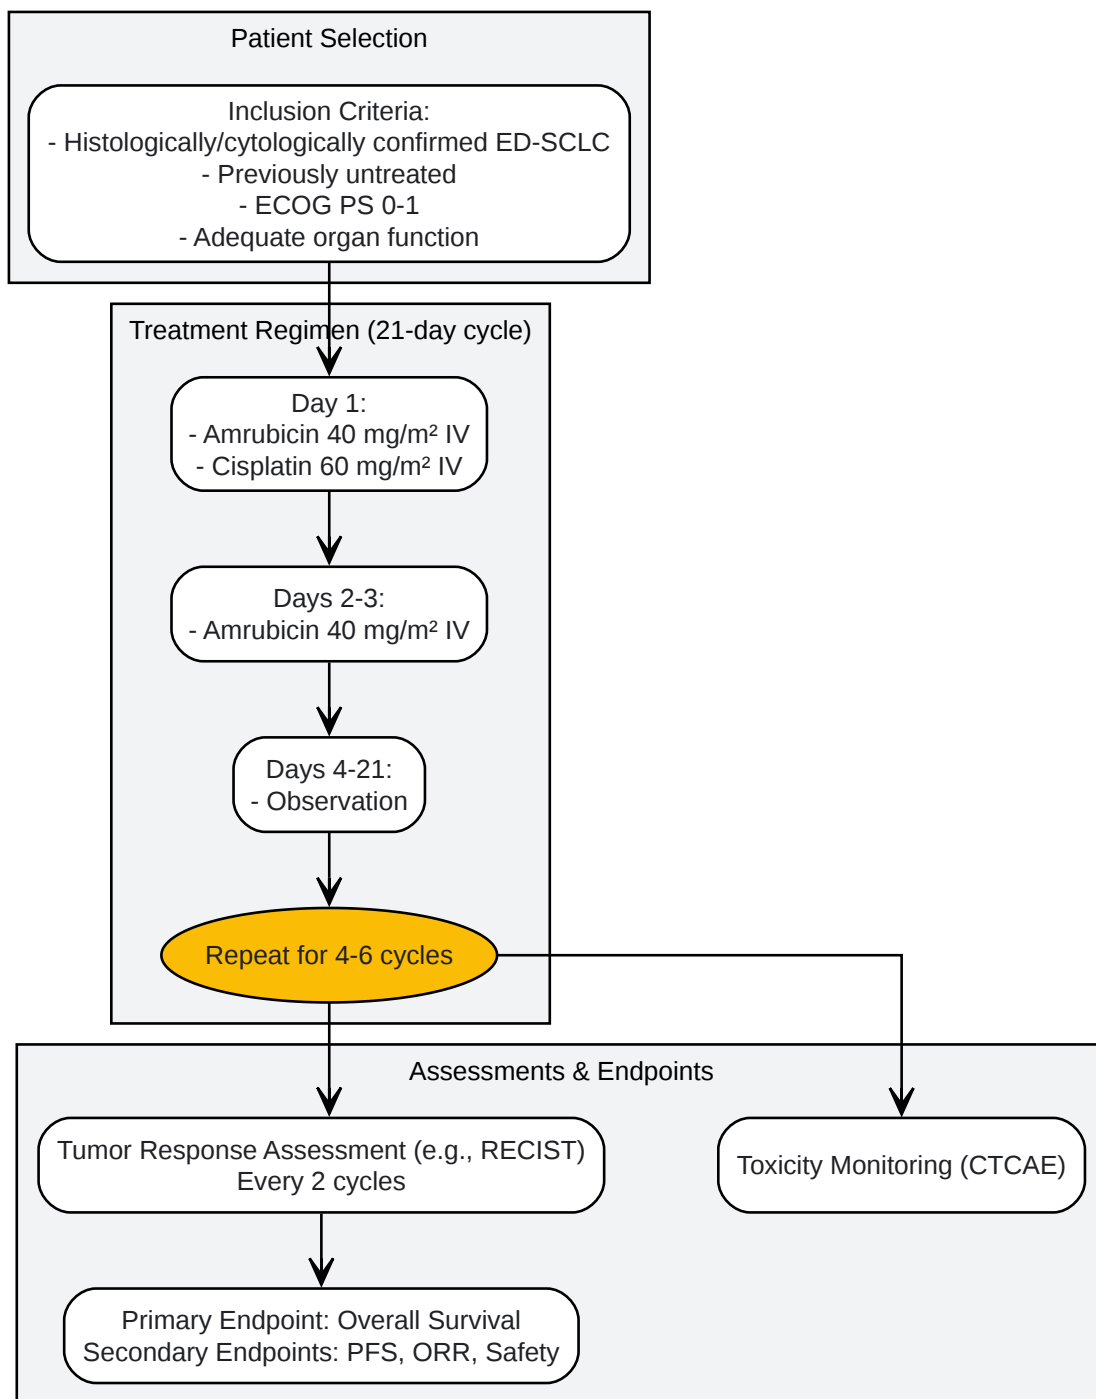 Patient Selection
Inclusion Criteria:
- Histologically/cytologically confirmed ED-SCLC
- Previously untreated
- ECOG PS 0-1
- Adequate organ function
Treatment Regimen (21-day cycle)
Day 1:
- Amrubicin 40 mg/m² IV
- Cisplatin 60 mg/m² IV
Days 2-3:
- Amrubicin 40 mg/m² IV
Days 4-21:
- Observation
Repeat for 4-6 cycles
Assessments & Endpoints
Tumor Response Assessment (e.g., RECIST)
Every 2 cycles
Toxicity Monitoring (CTCAE)
Primary Endpoint: Overall Survival
Secondary Endpoints: PFS, ORR, Safety